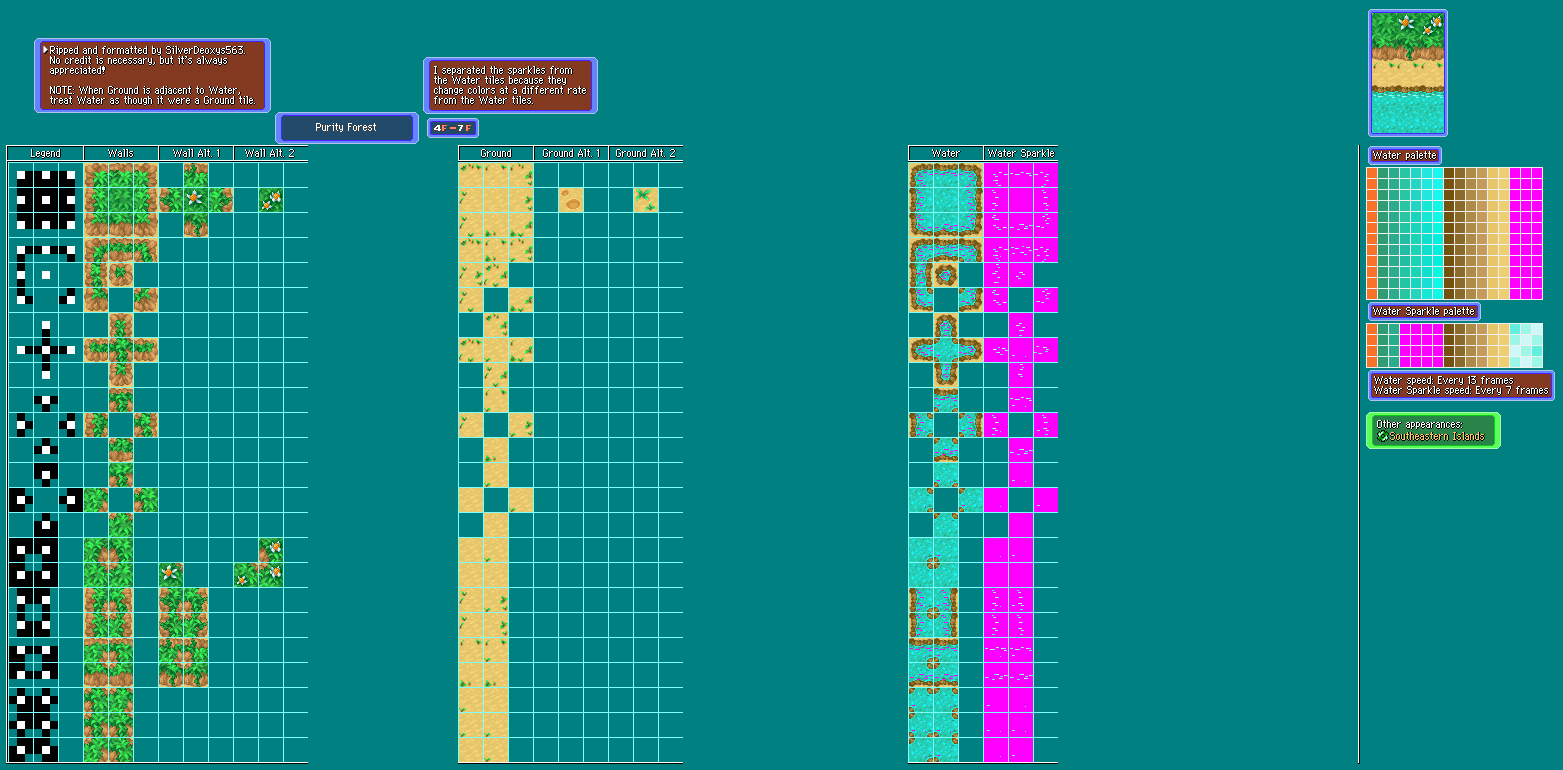 Ripped and formatted by SilverDeoxys563.
No credit is necessary, but it's always
appreciated!
NOTE: When Ground is adjacent to Water,
treat Water as though it were a Ground tile.
I separated the sparkles from
the Water tiles because they
change colors at a different rate
from the Water tiles.
Purity Forest
4F-7F
Legend
Walls
Wall Alt. 1
Wall Alt. 2
Ground
Ground Alt. 1
Ground Alt. 2
Water
Water Sparkle
Water palette
Water Sparkle palette
Water speed: Every 13 frames
Water Sparkle speed: Every 7 frames
Other appearances:
Southeastern Islands